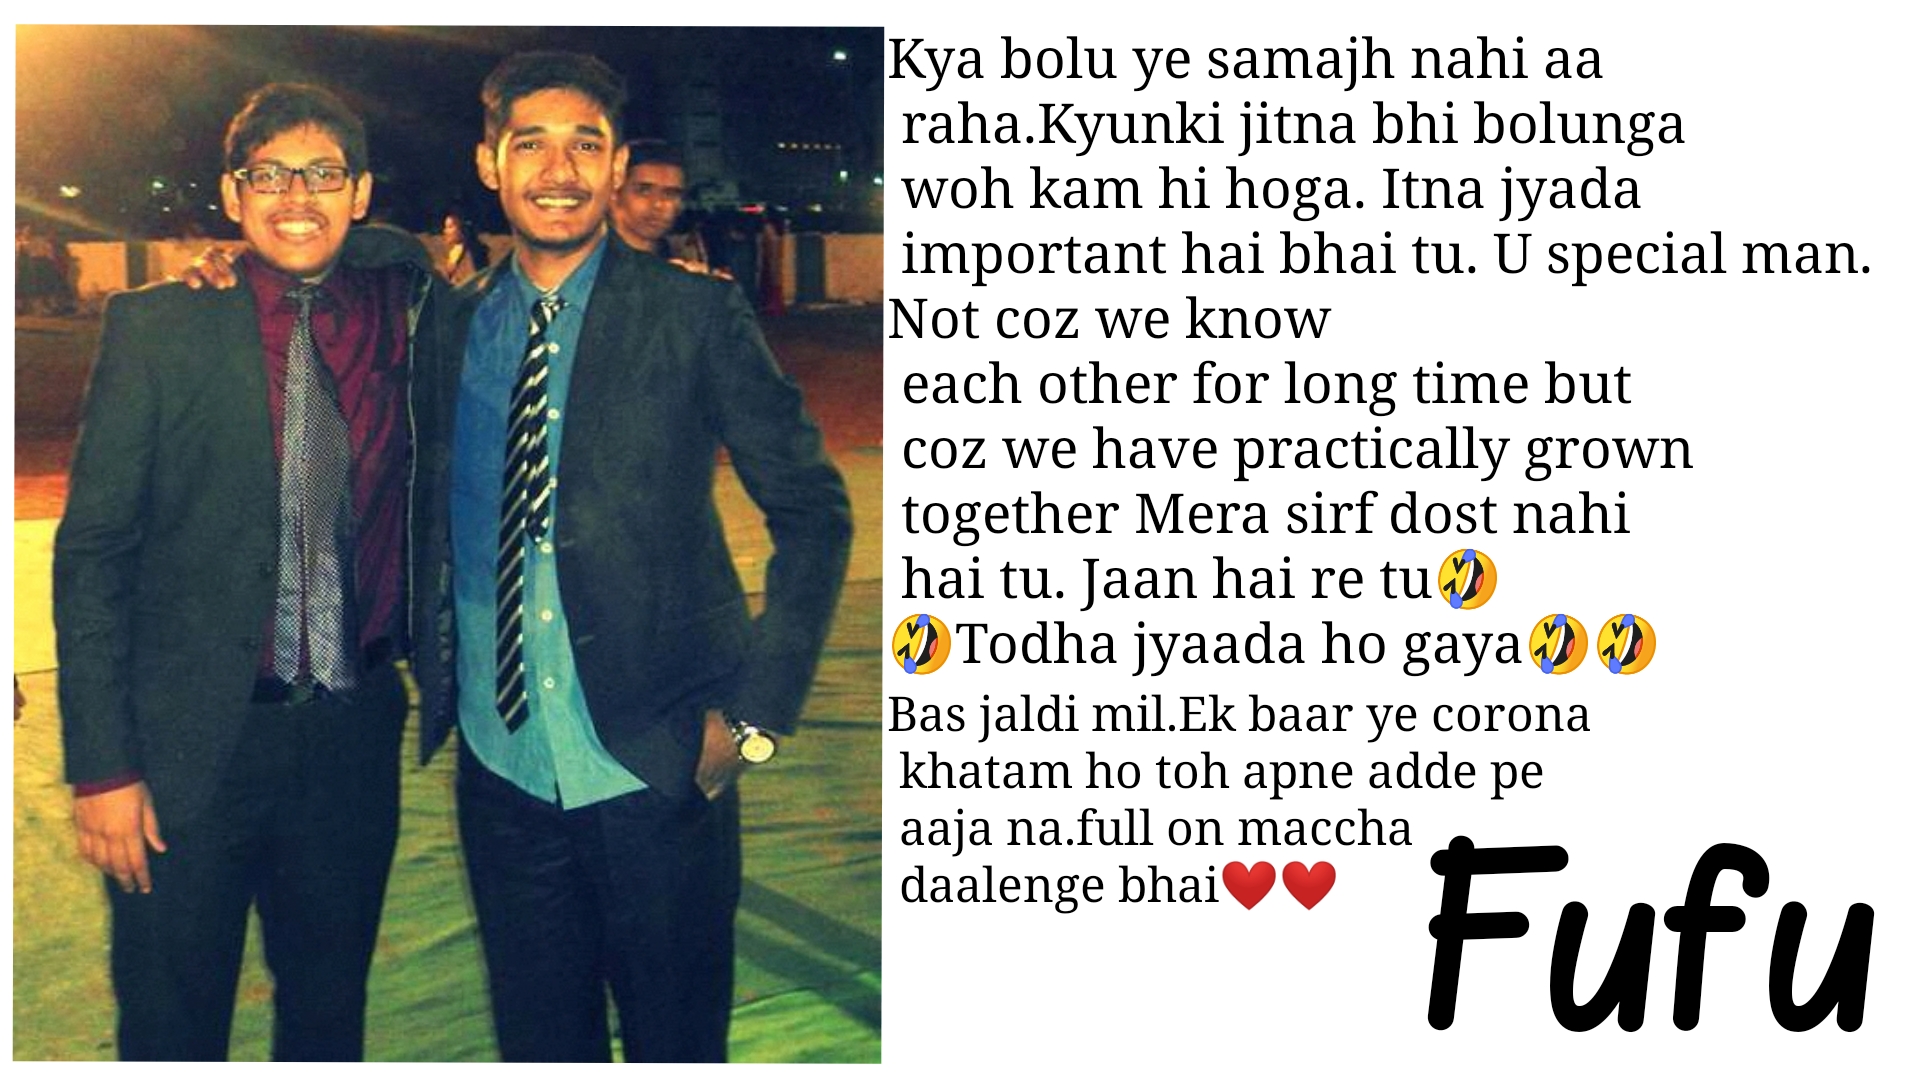 Kya bolu ye samajh nahi aa
raha.Kyunki jitna bhi bolunga
woh kam hi hoga. Itna jyada
important hai bhai tu. U special man.
Not coz we know
each other for long time but
coz we have practically grown
together Mera sirf dost nahi
hai tu. Jaan hai re tu🤣
🤣Todha jyaada ho gaya🤣🤣
Bas jaldi mil.Ek baar ye corona
khatam ho toh apne adde pe
aaja na.full on maccha
daalenge bhai❤️❤️
Fufu